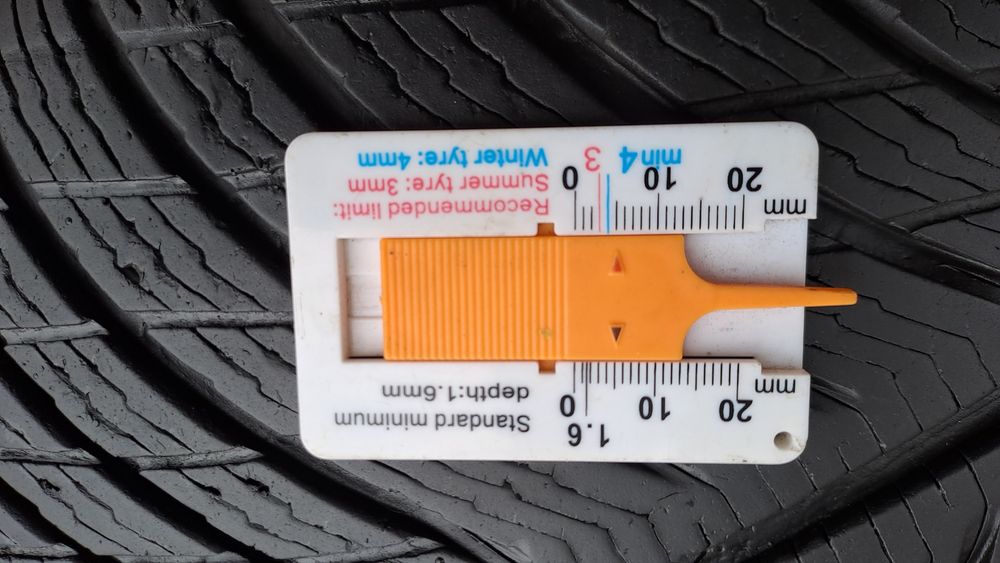 Standard minimum
depth:1.6mm
1.6
0 10 20 mm
Recommended limit:
Summer tyre: 3mm
Winter tyre: 4mm
0 10 20 mm
3 min4